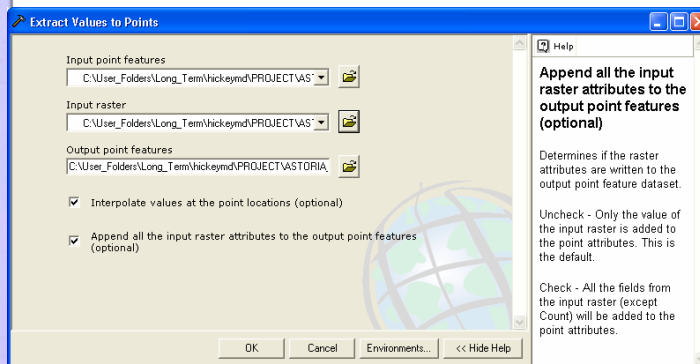 Extract Values to Points
Input point features
C:\User_Folders\Long_Term\hickeymd\PROJECT\AST
Input raster
C:\User_Folders\Long_Term\hickeymd\PROJECT\AST
Output point features
C:\User_Folders\Long_Term\hickeymd\PROJECT\ASTORIA_
Interpolate values at the point locations (optional)
Append all the input raster attributes to the output point features
(optional)
OK
Cancel
Environments...
<< Hide Help
Help
Append all the input
raster attributes to the
output point features
(optional)
Determines if the raster
attributes are written to the
output point feature dataset.
Uncheck - Only the value of
the input raster is added to
the point attributes. This is
the default.
Check - All the fields from
the input raster (except
Count) will be added to the
point attributes.